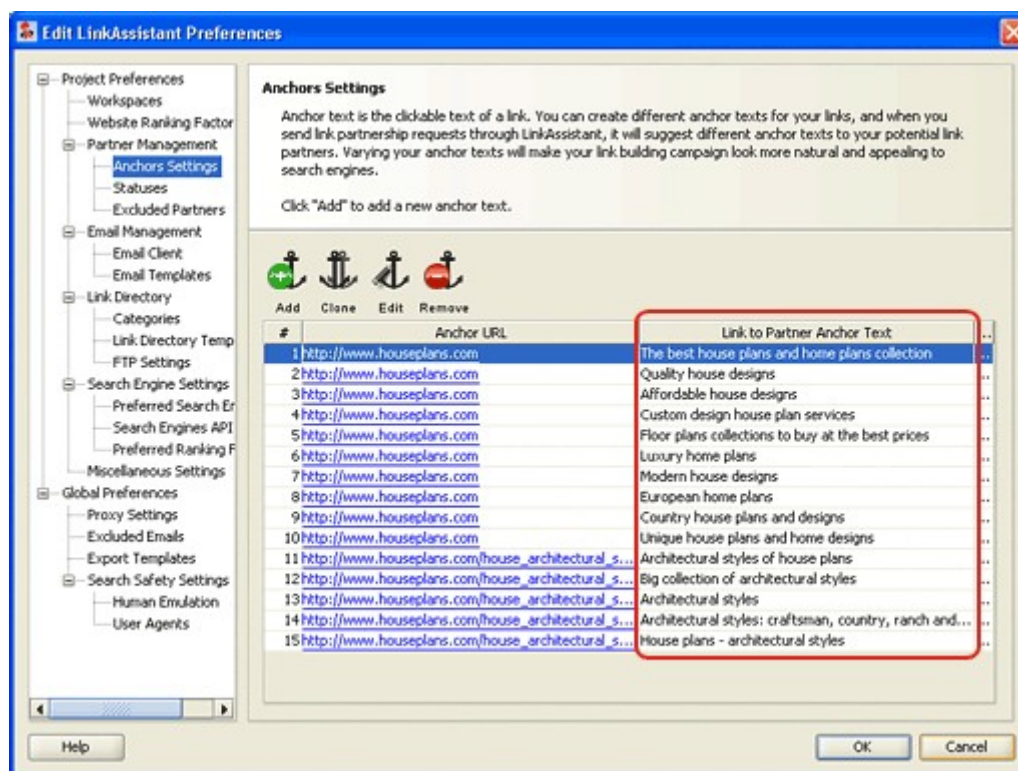 Edit LinkAssistant Preferences
Project Preferences
Workspaces
Website Ranking Factor
Partner Management
Anchors Settings
Statuses
Excluded Partners
Email Management
Email Client
Email Templates
Link Directory
Categories
Link Directory Temp
FTP Settings
Search Engine Settings
Preferred Search Er
Search Engines API
Preferred Ranking F
Miscellaneous Settings
Global Preferences
Proxy Settings
Excluded Emails
Export Templates
Search Safety Settings
Human Emulation
User Agents
Anchors Settings
Anchor text is the clickable text of a link. You can create different anchor texts for your links, and when you
send link partnership requests through LinkAssistant, it will suggest different anchor texts to your potential link
partners. Varying your anchor texts will make your link building campaign look more natural and appealing to
search engines.
Click "Add" to add a new anchor text.
Add Clone Edit Remove
# Anchor URL Link to Partner Anchor Text ...
1 http://www.houseplans.com The best house plans and home plans collection ...
2 http://www.houseplans.com Quality house designs ...
3 http://www.houseplans.com Affordable house designs ...
4 http://www.houseplans.com Custom design house plan services ...
5 http://www.houseplans.com Floor plans collections to buy at the best prices ...
6 http://www.houseplans.com Luxury home plans ...
7 http://www.houseplans.com Modern house designs ...
8 http://www.houseplans.com European home plans ...
9 http://www.houseplans.com Country house plans and designs ...
10 http://www.houseplans.com Unique house plans and home designs ...
11 http://www.houseplans.com/house_architectural_s... Architectural styles of house plans ...
12 http://www.houseplans.com/house_architectural_s... Big collection of architectural styles ...
13 http://www.houseplans.com/house_architectural_s... Architectural styles ...
14 http://www.houseplans.com/house_architectural_s... Architectural styles: craftsman, country, ranch and... ...
15 http://www.houseplans.com/house_architectural_s... House plans - architectural styles ...
Help OK Cancel